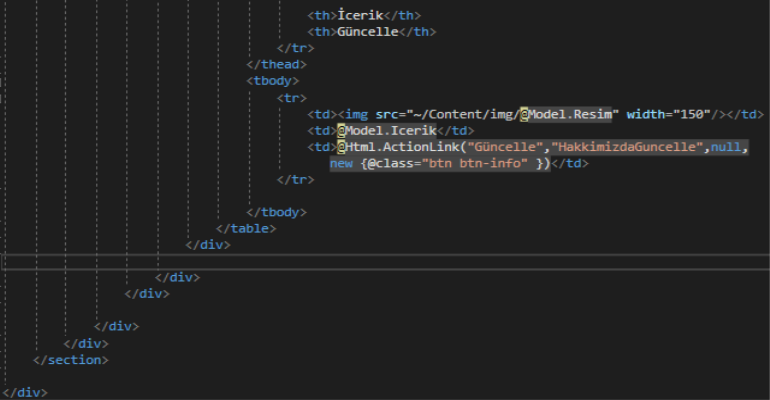 <th>İcerik</th>
<th>Güncelle</th>
</tr>
</thead>
<tbody>
<tr>
<td><img src="~/Content/img/@Model.Resim" width="150"/></td>
<td>@Model.Icerik</td>
<td>@Html.ActionLink("Güncelle","HakkimizdaGuncelle",null,
new {@class="btn btn-info" })</td>
</tr>
</tbody>
</table>
</div>
</div>
</div>
</div>
</div>
</section>
</div>